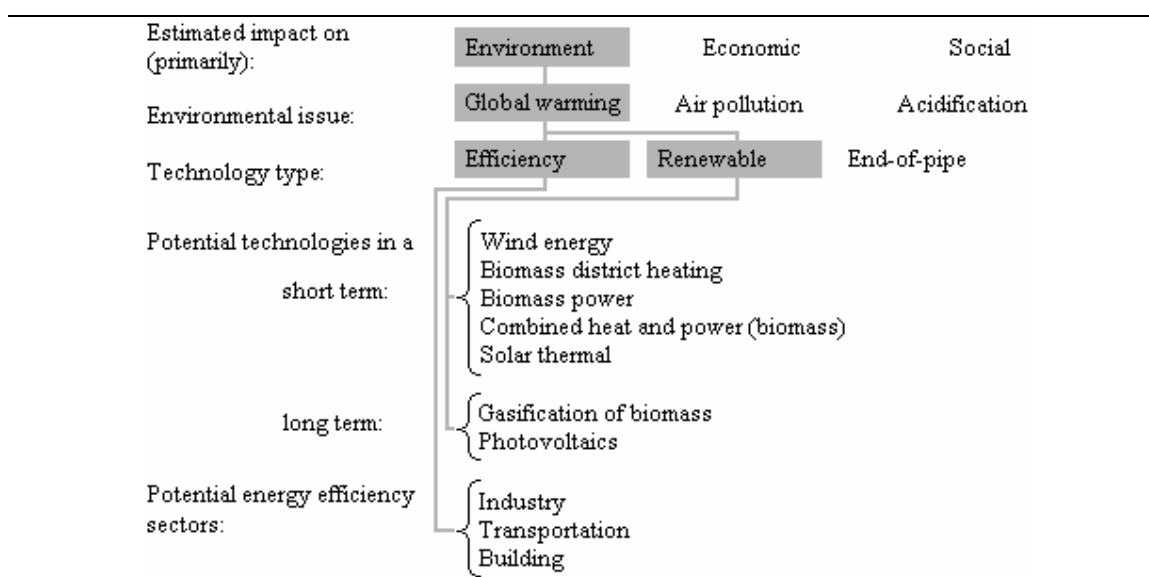 Estimated impact on
(primarily):
Environment Economic Social
Environmental issue:
Global warming Air pollution Acidification
Technology type:
Efficiency Renewable End-of-pipe
Potential technologies in a
short term:
Wind energy
Biomass district heating
Biomass power
Combined heat and power (biomass)
Solar thermal
long term:
Gasification of biomass
Photovoltaics
Potential energy efficiency
sectors:
Industry
Transportation
Building